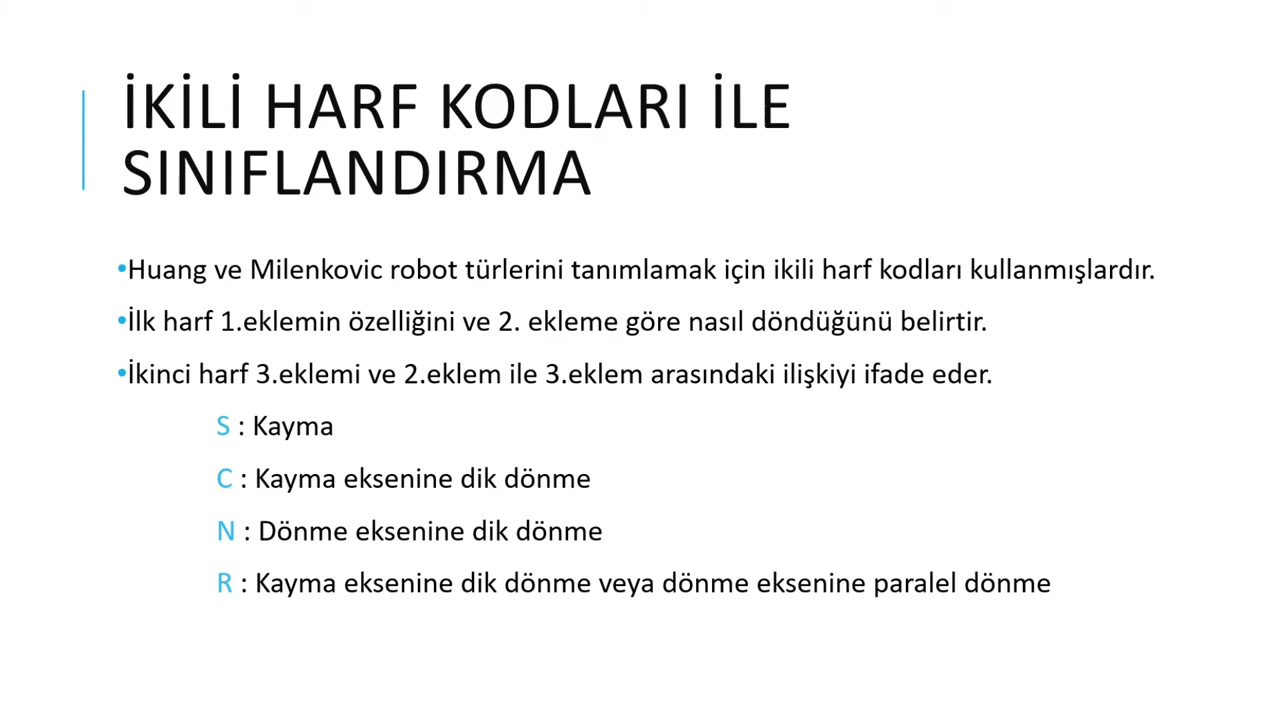 İKİLİ HARF KODLARI İLE
SINIFLANDIRMA
•Huang ve Milenkovic robot türlerini tanımlamak için ikili harf kodları kullanmışlardır.
•İlk harf 1.eklemin özelliğini ve 2. ekleme göre nasıl döndüğünü belirtir.
•İkinci harf 3.eklemi ve 2.eklem ile 3.eklem arasındaki ilişkiyi ifade eder.
S : Kayma
C : Kayma eksenine dik dönme
N : Dönme eksenine dik dönme
R : Kayma eksenine dik dönme veya dönme eksenine paralel dönme